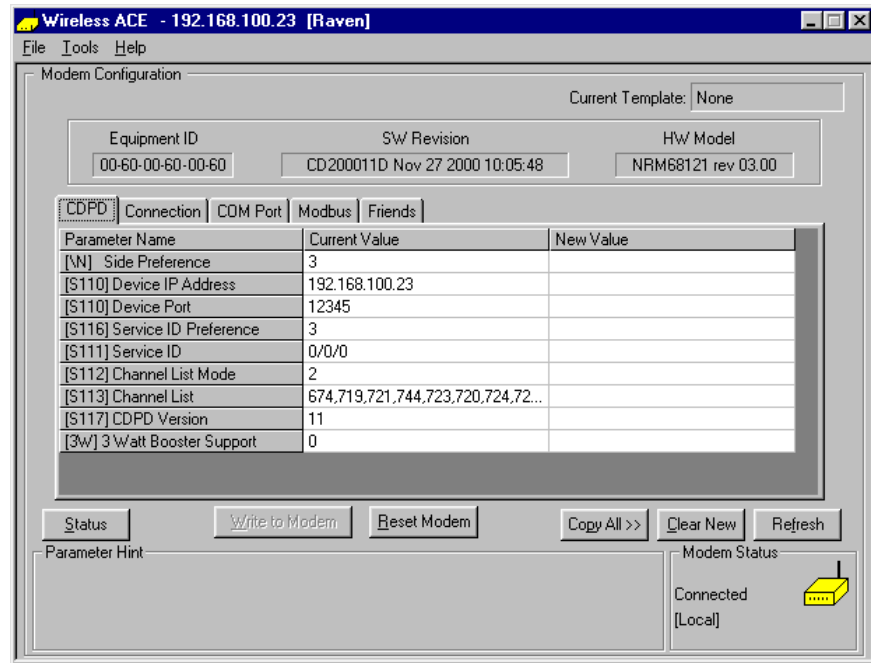 Wireless ACE - 192.168.100.23 [Raven]
File Tools Help
Modem Configuration
Current Template: None
Equipment ID SW Revision HW Model
00-60-00-60-00-60 CD200011D Nov 27 2000 10:05:48 NRM68121 rev 03.00
CDPD Connection COM Port Modbus Friends
Parameter Name Current Value New Value
[\N] Side Preference 3
[S110] Device IP Address 192.168.100.23
[S110] Device Port 12345
[S116] Service ID Preference 3
[S111] Service ID 0/0/0
[S112] Channel List Mode 2
[S113] Channel List 674,719,721,744,723,720,724,72...
[S117] CDPD Version 11
[3W] 3 Watt Booster Support 0
Status Write to Modem Reset Modem Copy All >> Clear New Refresh
Parameter Hint Modem Status
Connected
[Local]